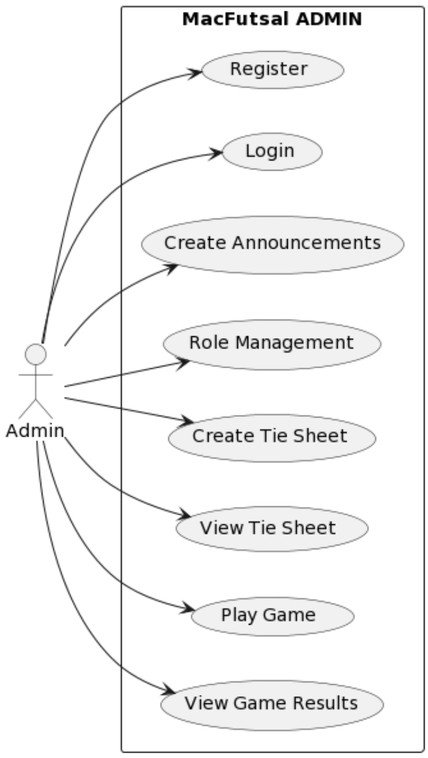 MacFutsal ADMIN
Register
Login
Create Announcements
Role Management
Admin
Create Tie Sheet
View Tie Sheet
Play Game
View Game Results